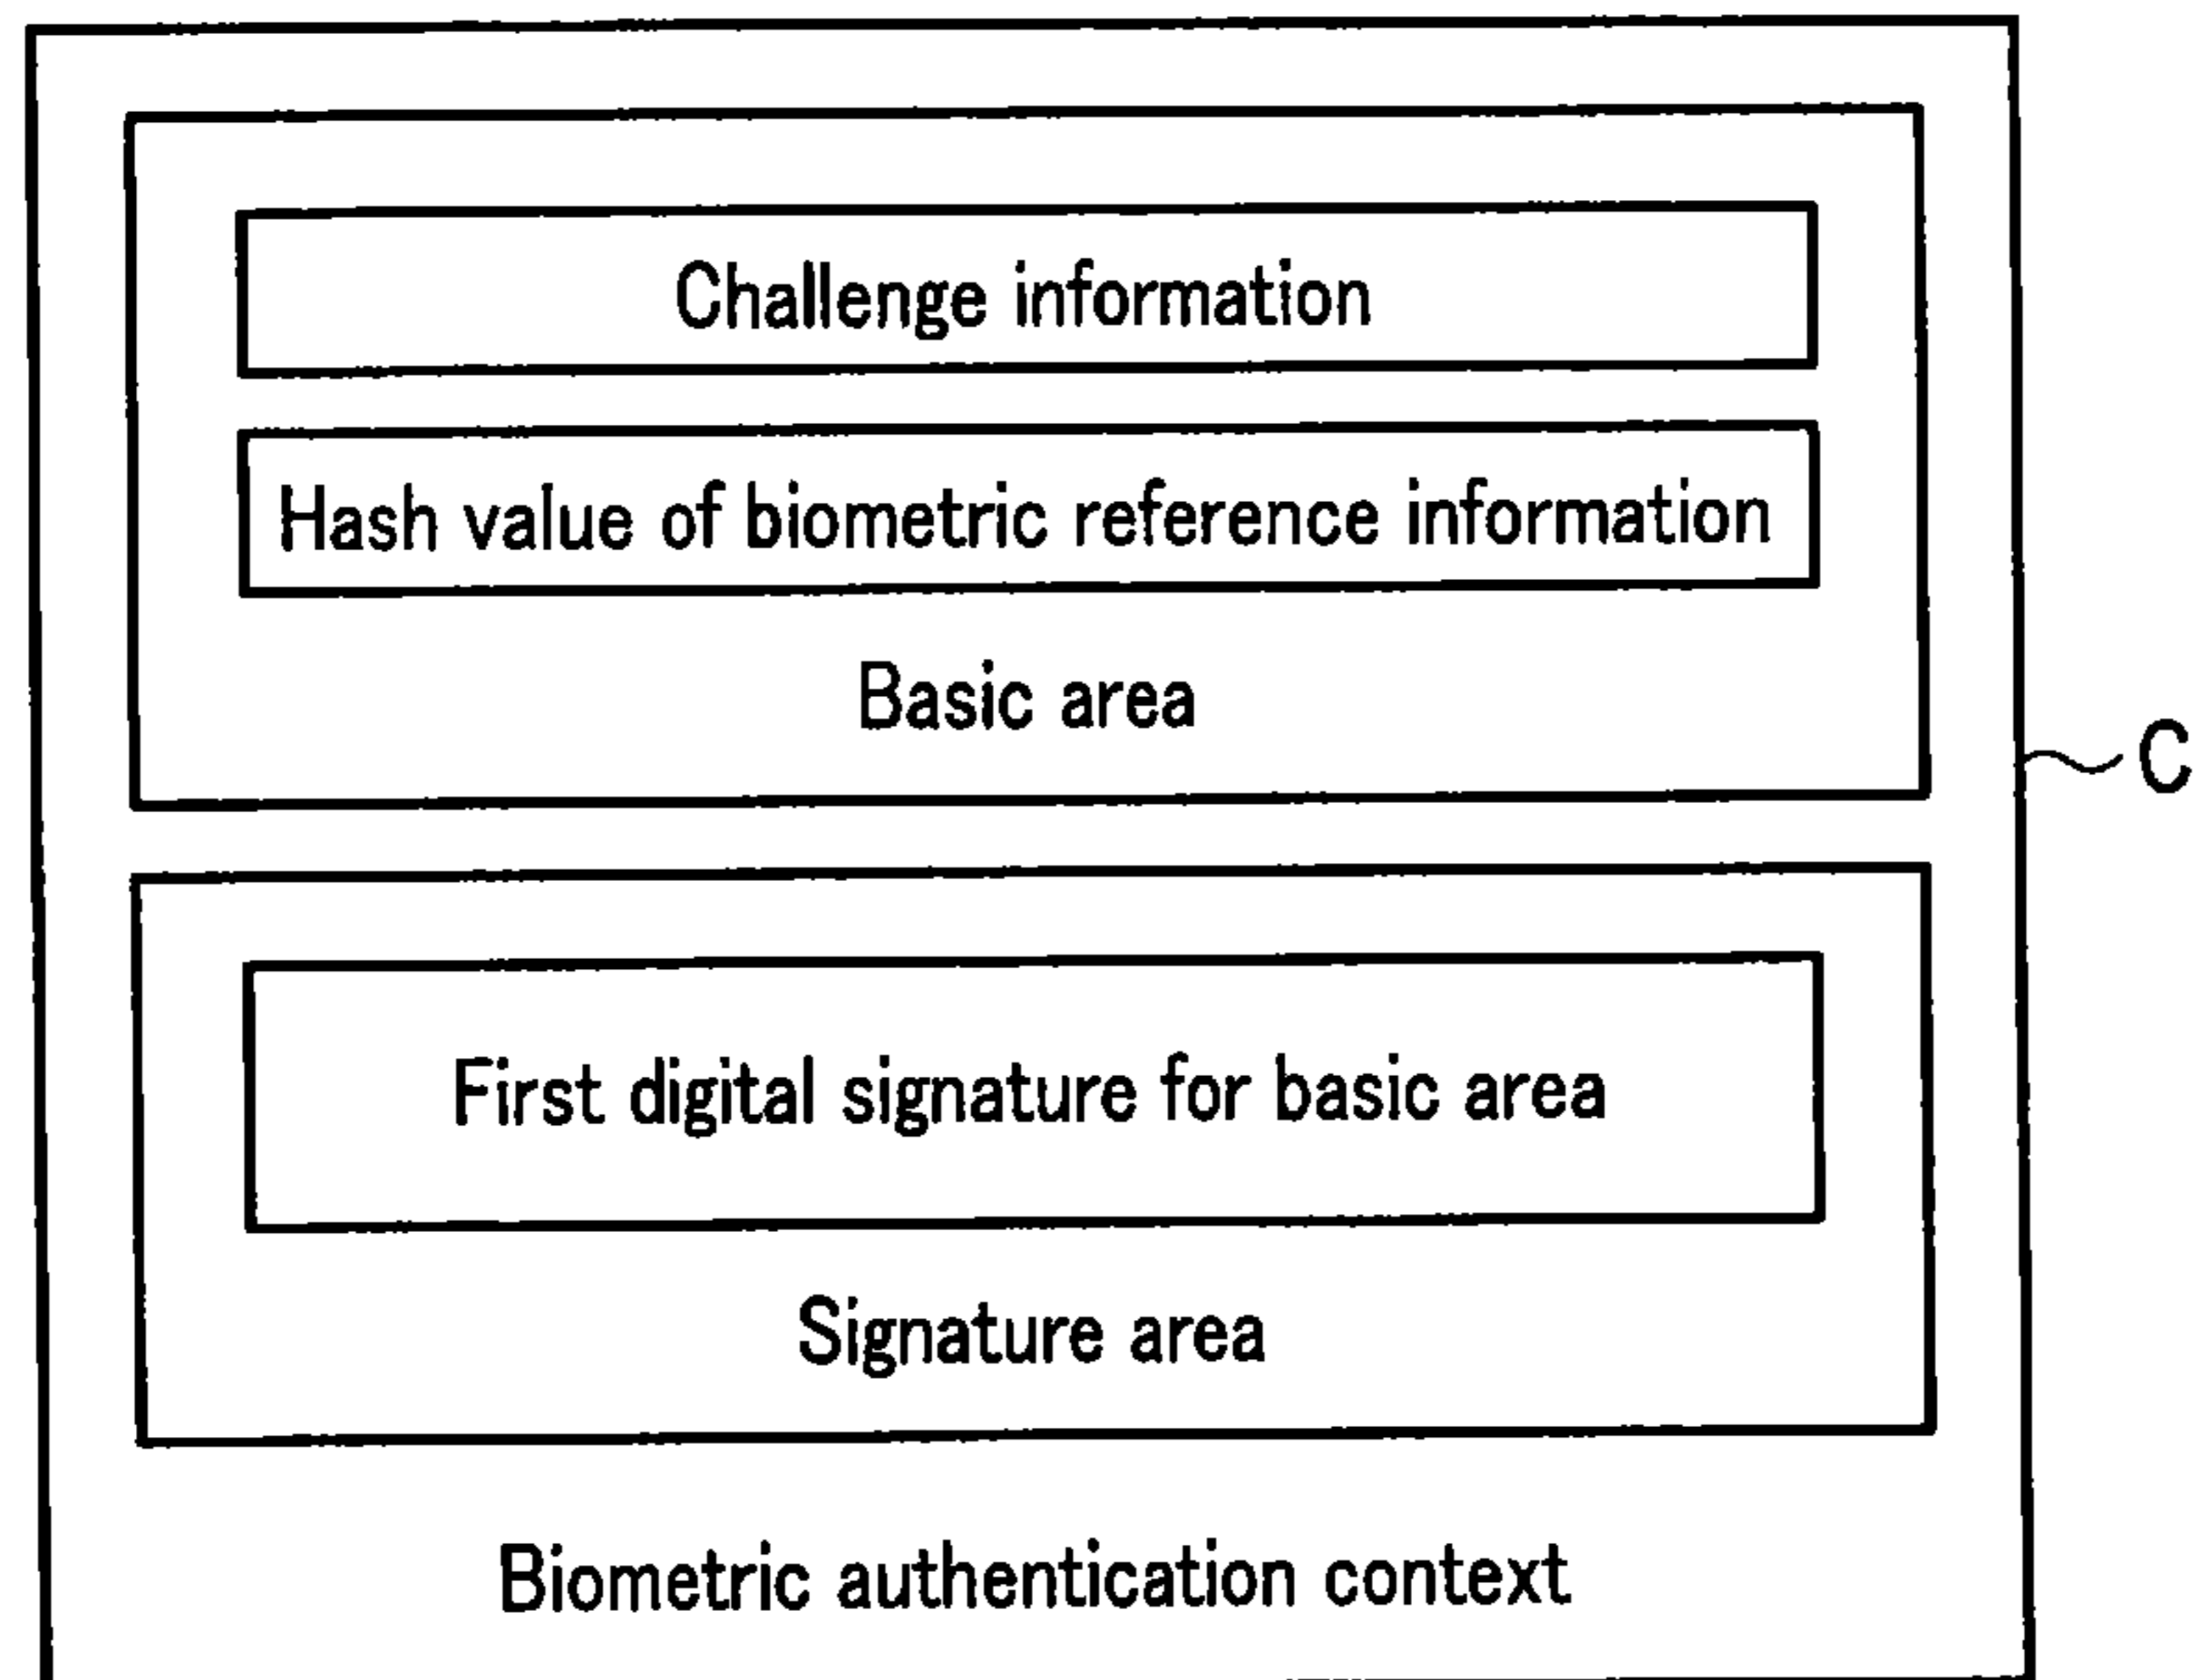 Challenge information
Hash value of biometric reference information
Basic area
C
First digital signature for basic area
Signature area
Biometric authentication context